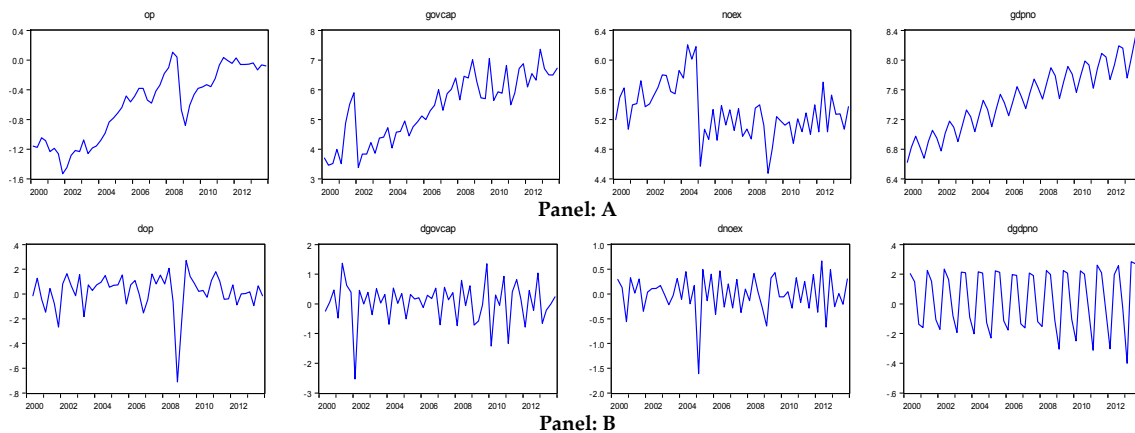 op govcap noex gdpno
0.4 8 6.4 8.4
0.0 7 6.0 8.0
-0.4 6 5.6 7.6
5 5.2 7.2
-0.8
-1.2 4 4.8 6.8
-1.6 3 4.4 6.4
2000 2002 2004 2006 2008 2010 2012 2000 2002 2004 2006 2008 2010 2012 2000 2002 2004 2006 2008 2010 2012 2000 2002 2004 2006 2008 2010 2012
Panel: A
dop dgovcap dnoex dgdpno
.4 2 1.0 .4
.2 1 0.5 .2
.0 0 0.0 .0
-.2
-.4 -1 -0.5 -.2
-1.0
-.6 -2 -1.5 -.4
-.8 -3 -2.0 -.6
2000 2002 2004 2006 2008 2010 2012 2000 2002 2004 2006 2008 2010 2012 2000 2002 2004 2006 2008 2010 2012 2000 2002 2004 2006 2008 2010 2012
Panel: B